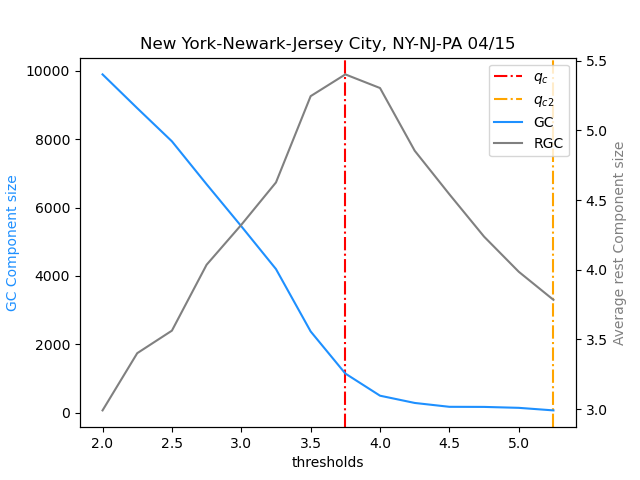 New York-Newark-Jersey City, NY-NJ-PA 04/15
GC Component size
10000
8000
6000
4000
2000
0
q_c
q_{c2}
GC
RGC
5.5
5.0
4.5
4.0
3.5
3.0
Average rest Component size
2.0 2.5 3.0 3.5 4.0 4.5 5.0
thresholds